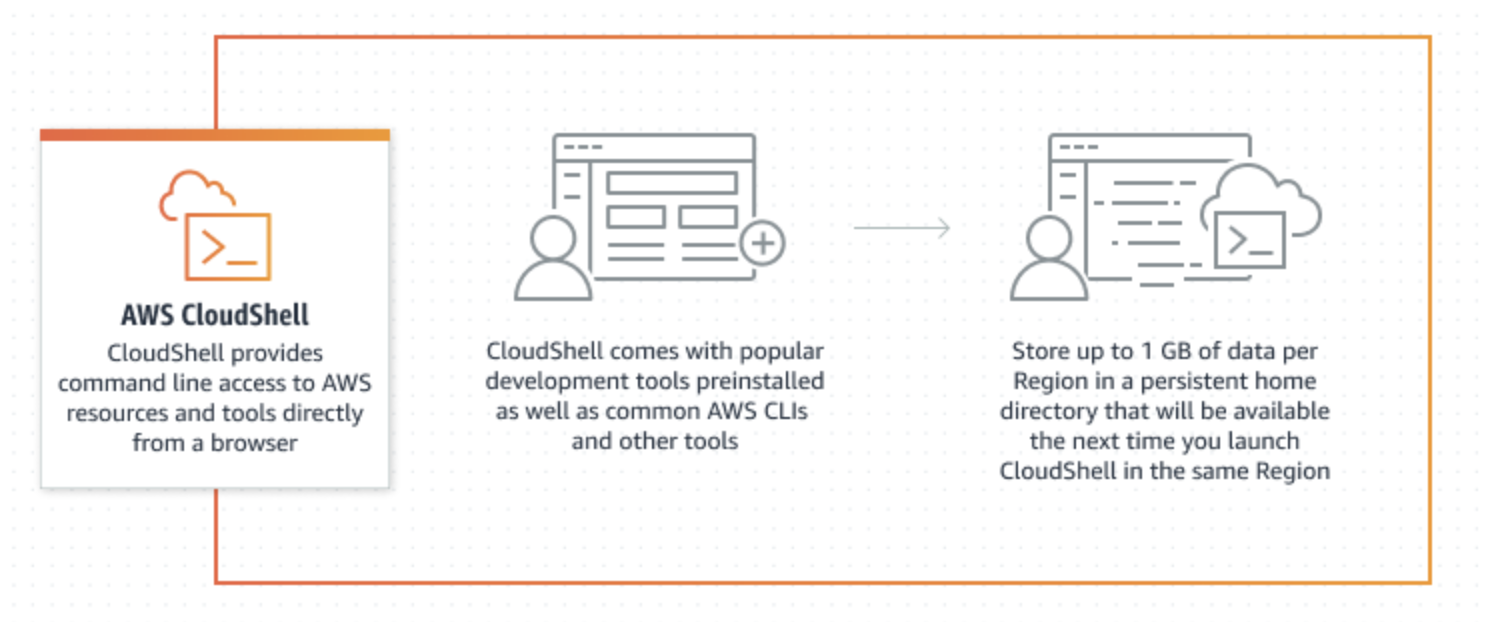 AWS CloudShell
CloudShell provides
command line access to AWS
resources and tools directly
from a browser
CloudShell comes with popular
development tools preinstalled
as well as common AWS CLIs
and other tools
Store up to 1 GB of data per
Region in a persistent home
directory that will be available
the next time you launch
CloudShell in the same Region